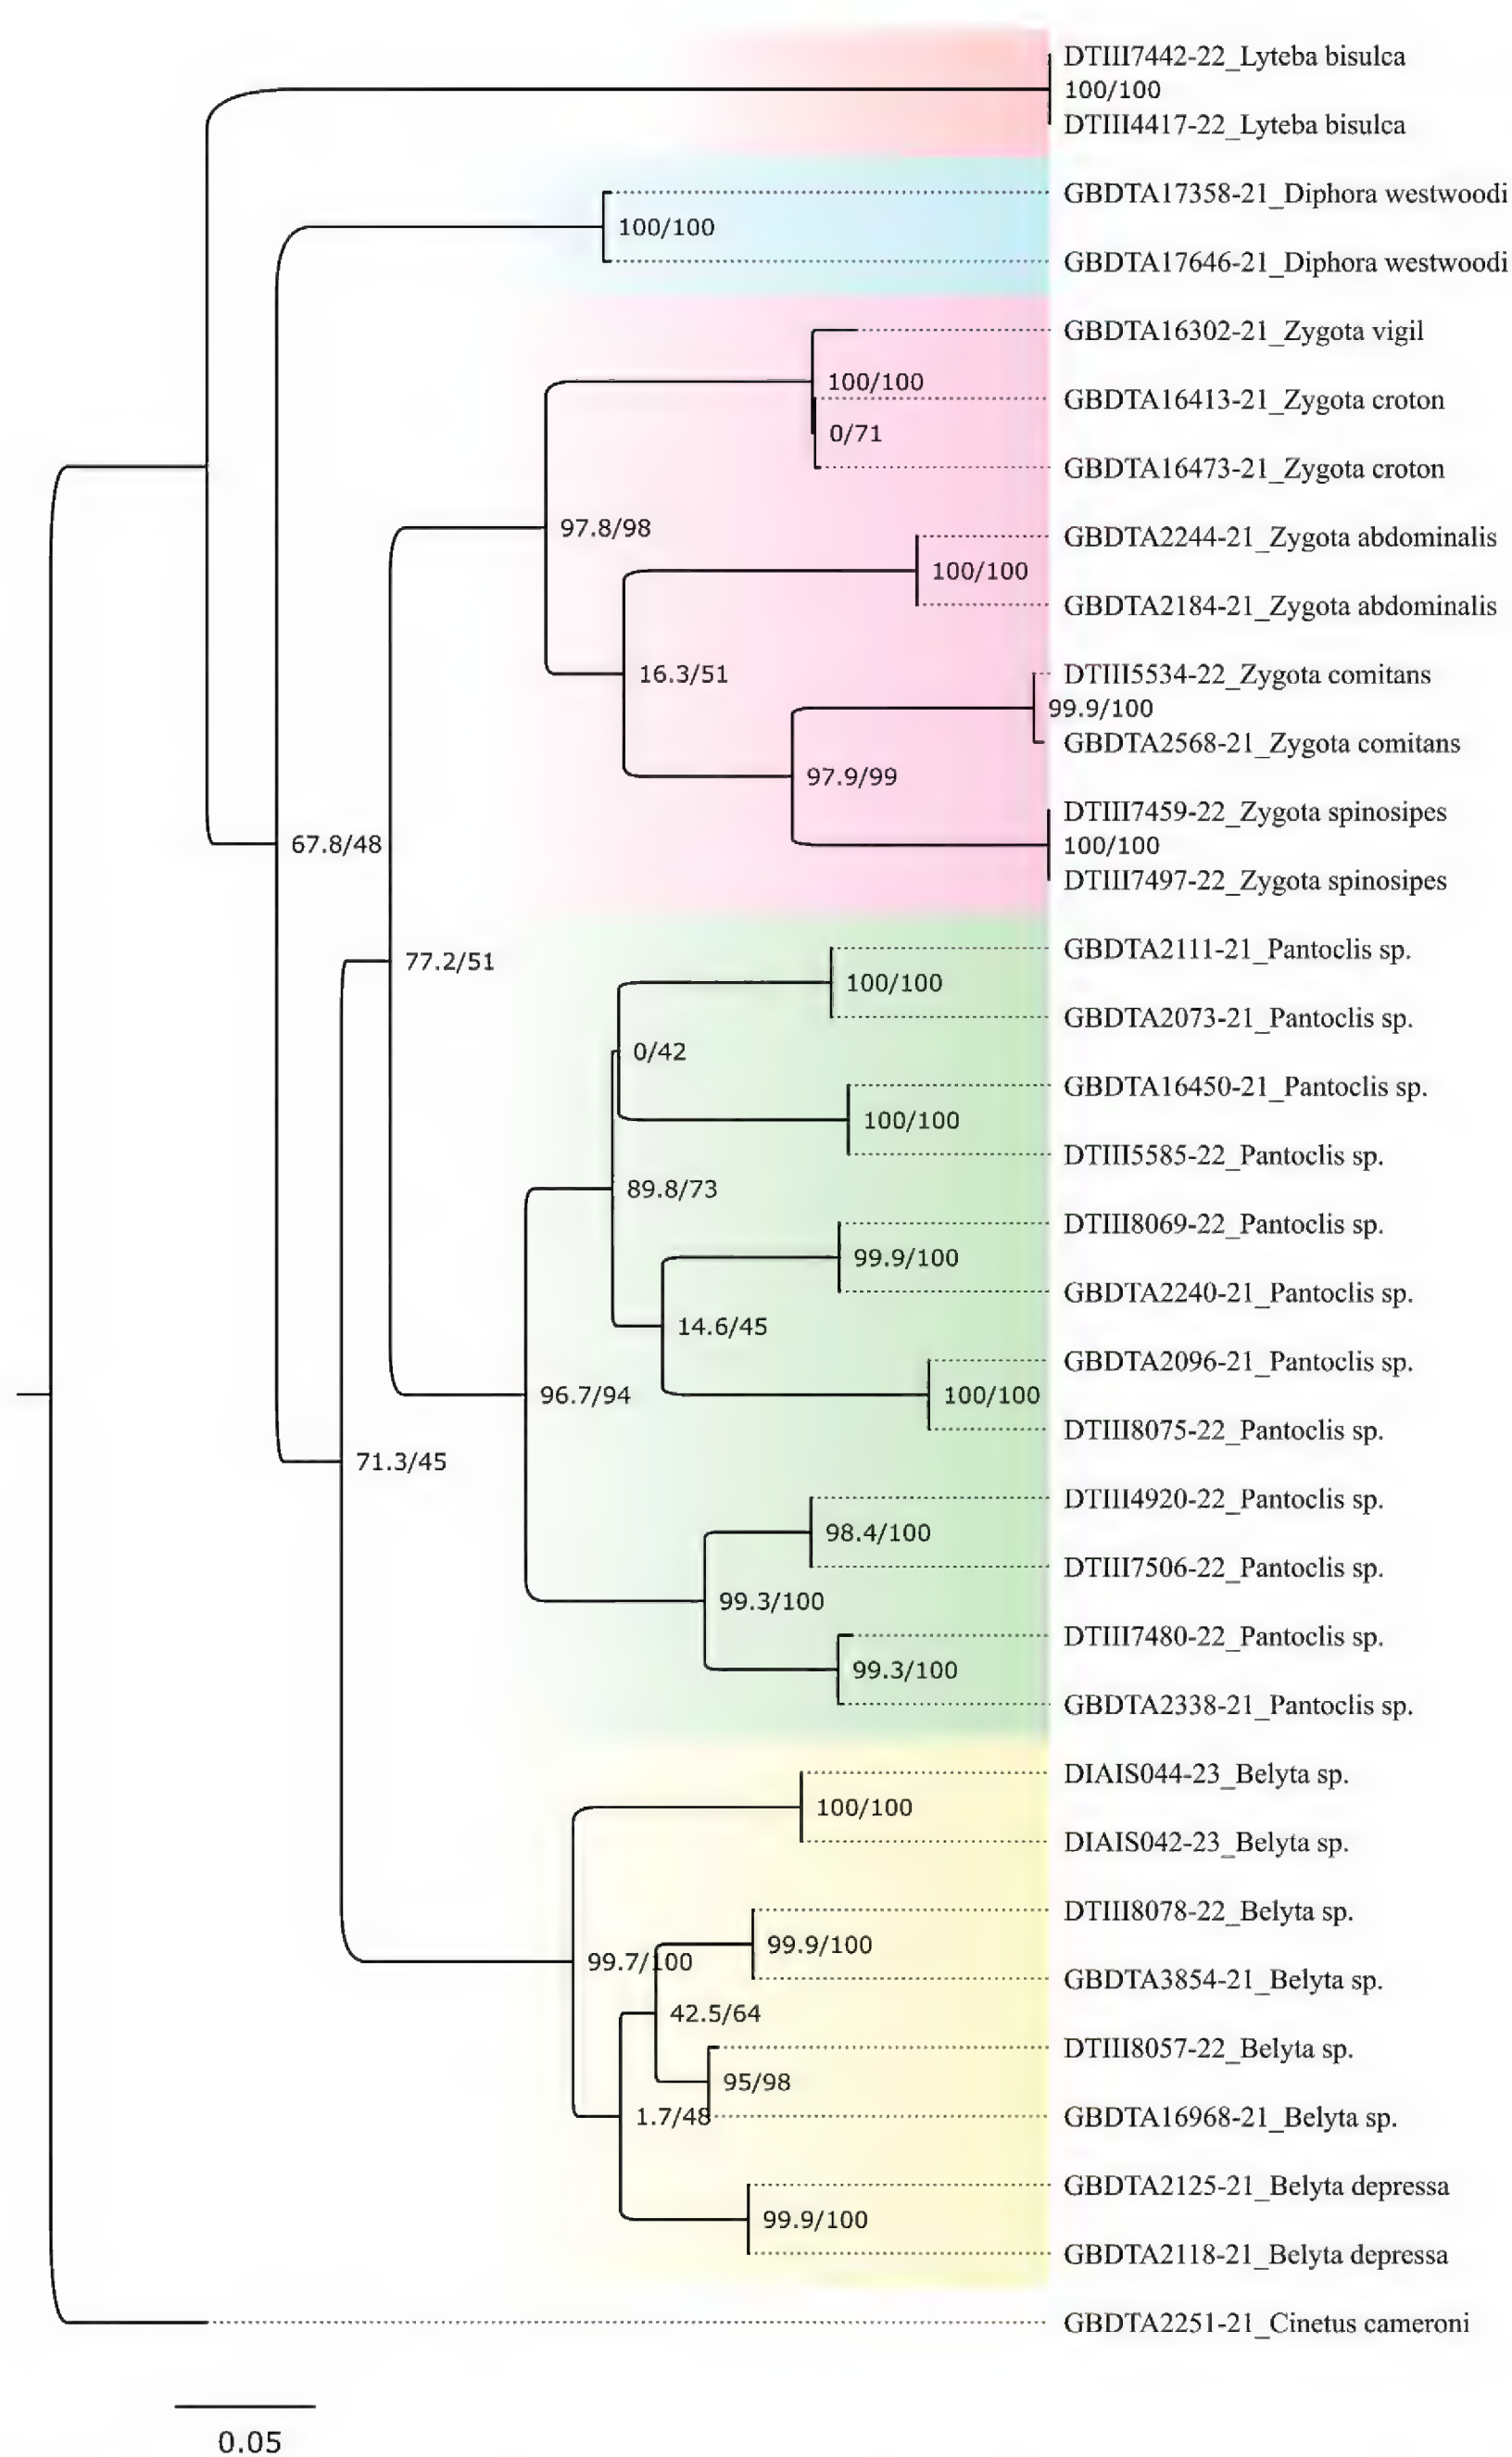 DTIII7442-22_Lyteba bisulca
100/100
DTIII4417-22_Lyteba bisulca
GBDTA17358-21_Diphora westwoodi
100/100
GBDTA17646-21_Diphora westwoodi
GBDTA16302-21_Zygota vigil
100/100
GBDTA16413-21_Zygota croton
0/71
GBDTA16473-21_Zygota croton
97.8/98
GBDTA2244-21_Zygota abdominalis
100/100
GBDTA2184-21_Zygota abdominalis
16.3/51
DTIII5534-22_Zygota comitans
99.9/100
GBDTA2568-21_Zygota comitans
97.9/99
DTIII7459-22_Zygota spinosipes
67.8/48
100/100
DTIII7497-22_Zygota spinosipes
GBDTA2111-21_Pantoclis sp.
77.2/51
100/100
GBDTA2073-21_Pantoclis sp.
0/42
GBDTA16450-21_Pantoclis sp.
100/100
DTIII5585-22_Pantoclis sp.
89.8/73
DTIII8069-22_Pantoclis sp.
99.9/100
GBDTA2240-21_Pantoclis sp.
14.6/45
GBDTA2096-21_Pantoclis sp.
96.7/94
100/100
DTIII8075-22_Pantoclis sp.
71.3/45
DTIII4920-22_Pantoclis sp.
98.4/100
DTIII7506-22_Pantoclis sp.
99.3/100
DTIII7480-22_Pantoclis sp.
99.3/100
GBDTA2338-21_Pantoclis sp.
DIAIS044-23_Belyta sp.
100/100
DIAIS042-23_Belyta sp.
DTIII8078-22_Belyta sp.
99.9/100
99.7/100
GBDTA3854-21_Belyta sp.
42.5/64
DTIII8057-22_Belyta sp.
95/98
1.7/48
GBDTA16968-21_Belyta sp.
GBDTA2125-21_Belyta depressa
99.9/100
GBDTA2118-21_Belyta depressa
GBDTA2251-21_Cinetus cameroni
0.05